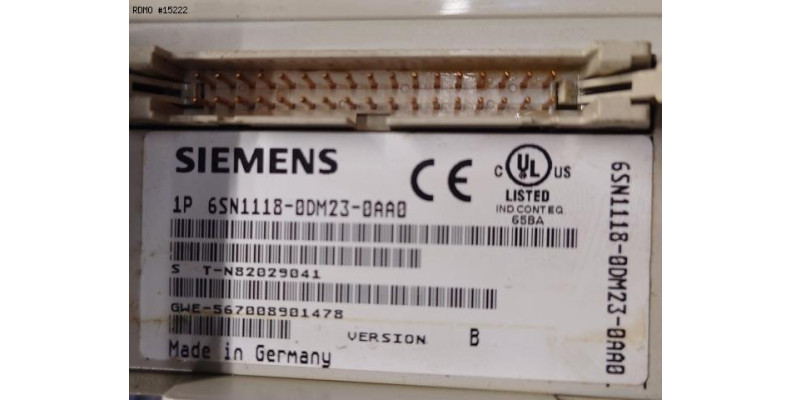 RDMO #15222
SIEMENS
CE
C UL US
LISTED
IND.CONT.EQ
65BA
1P 6SN1118-0DM23-0AA0
S T-N82029041
GWE-567008901478
VERSION B
Made in Germany
6SN1118-0DM23-0AA0